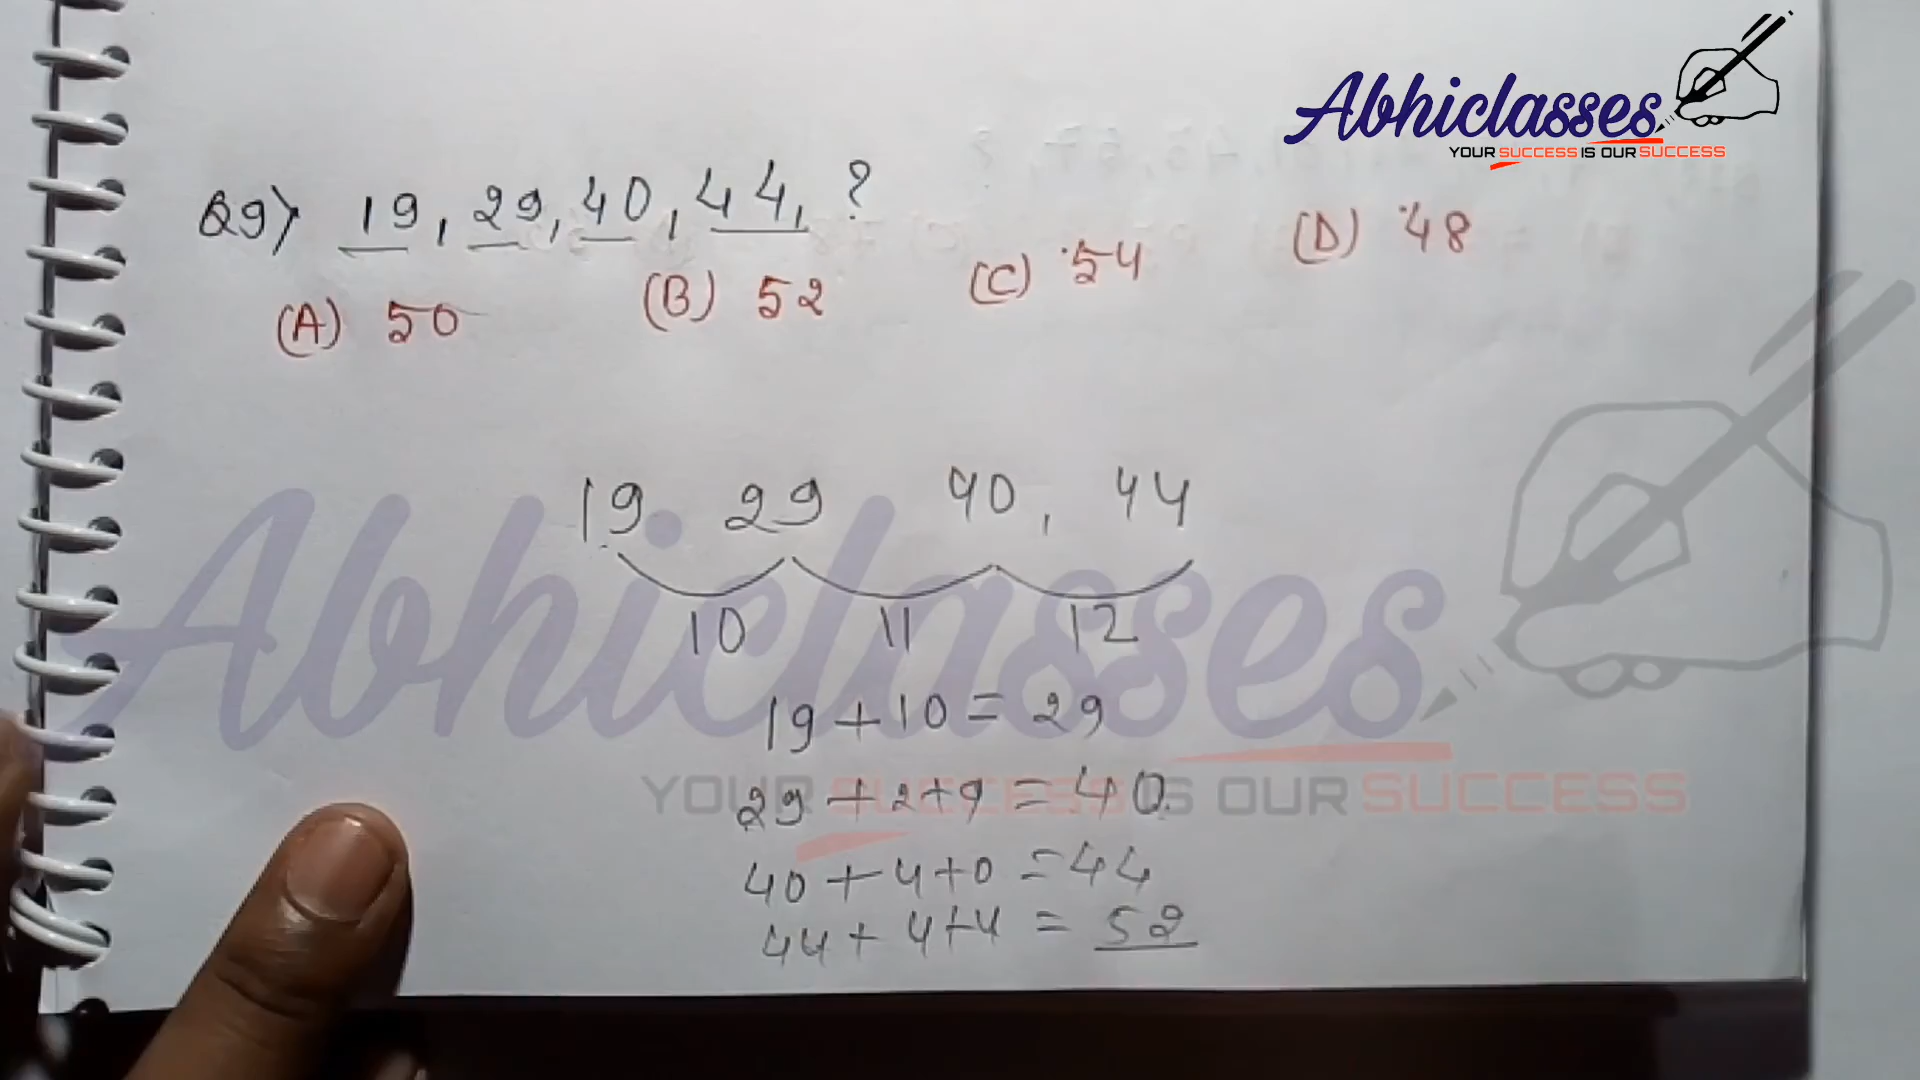 Abhiclasses
YOUR SUCCESS IS OUR SUCCESS
Q9) 19, 29, 40, 44, ?
(A) 50 (B) 52 (C) 54 (D) 48
19 29 40, 44
10 11 12
Abhiclasses
19+10=29
YOUR SUCCESS IS OUR SUCCESS
29+2+9=40
40+4+0=44
44+4+4=52